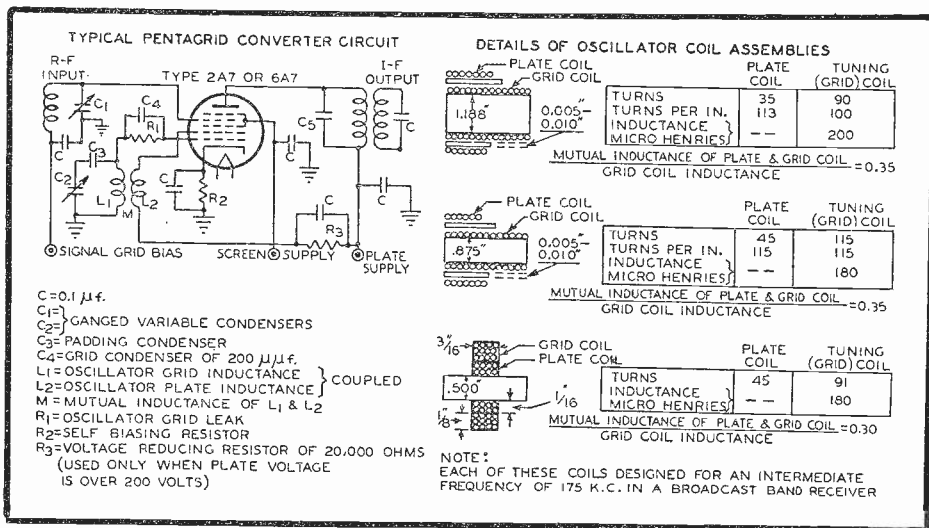 TYPICAL PENTAGRID CONVERTER CIRCUIT
R-F
INPUT
TYPE 2A7 OR 6A7
I-F
OUTPUT
C1
C4
R1
C
C3
C2
L1
M
L2
C
R2
C
C5
C
C
R3
C
SIGNAL GRID BIAS
SCREEN SUPPLY
PLATE
SUPPLY
C=0.1 μf.
C1=
C2=} GANGED VARIABLE CONDENSERS
C3=PADDING CONDENSER
C4=GRID CONDENSER OF 200 μμf.
L1=OSCILLATOR GRID INDUCTANCE
L2=OSCILLATOR PLATE INDUCTANCE } COUPLED
M=MUTUAL INDUCTANCE OF L1 & L2
R1=OSCILLATOR GRID LEAK
R2=SELF BIASING RESISTOR
R3=VOLTAGE REDUCING RESISTOR OF 20,000 OHMS
(USED ONLY WHEN PLATE VOLTAGE
IS OVER 200 VOLTS)
DETAILS OF OSCILLATOR COIL ASSEMBLIES
PLATE COIL
GRID COIL
1.188"
0.005-
0.010"
PLATE COIL
TUNING (GRID) COIL
TURNS 35 90
TURNS PER IN. 113 100
INDUCTANCE
MICRO HENRIES} -- 200
MUTUAL INDUCTANCE OF PLATE & GRID COIL
GRID COIL INDUCTANCE =0.35
PLATE COIL
GRID COIL
.875"
0.005-
0.010"
PLATE COIL
TUNING (GRID) COIL
TURNS 45 115
TURNS PER IN. 115 115
INDUCTANCE
MICRO HENRIES} -- 180
MUTUAL INDUCTANCE OF PLATE & GRID COIL
GRID COIL INDUCTANCE =0.35
3/16"
GRID COIL
PLATE COIL
.500"
1/16"
1/8"
PLATE COIL
TUNING (GRID) COIL
TURNS 45 91
INDUCTANCE
MICRO HENRIES} -- 180
MUTUAL INDUCTANCE OF PLATE & GRID COIL
GRID COIL INDUCTANCE =0.30
NOTE:
EACH OF THESE COILS DESIGNED FOR AN INTERMEDIATE
FREQUENCY OF 175 K.C. IN A BROADCAST BAND RECEIVER